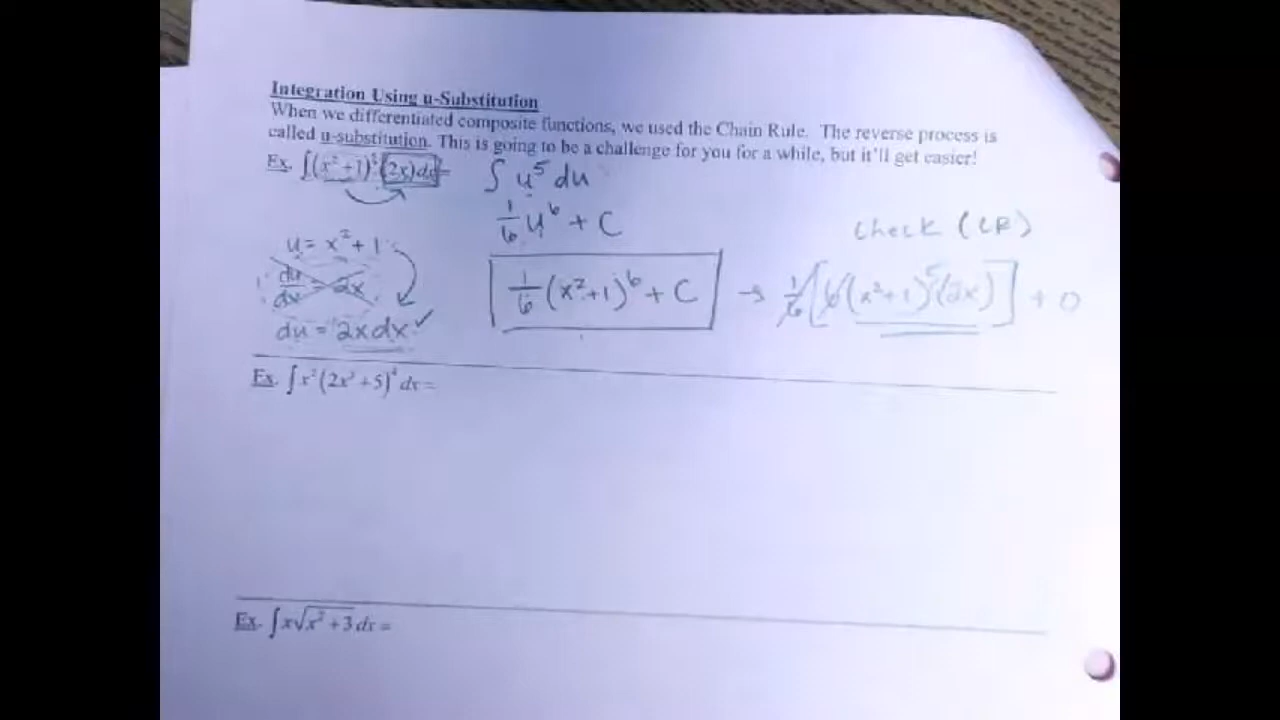 Integration Using u-Substitution
When we differentiated composite functions, we used the Chain Rule. The reverse process is
called u-substitution. This is going to be a challenge for you for a while, but it'll get easier!
Ex. ∫(x² + 1)⁵(2x)dx =
∫ u⁵ du
1/6 u⁶ + C
u = x² + 1
du/dx = 2x
du = 2xdx ✓
1/6 (x²+1)⁶ + C →
Check (CR)
1/6 [6(x²+1)⁵(2x)] + 0
Ex. ∫x²(2x³ + 5)⁴ dx =
Ex. ∫x√x² + 3 dx =